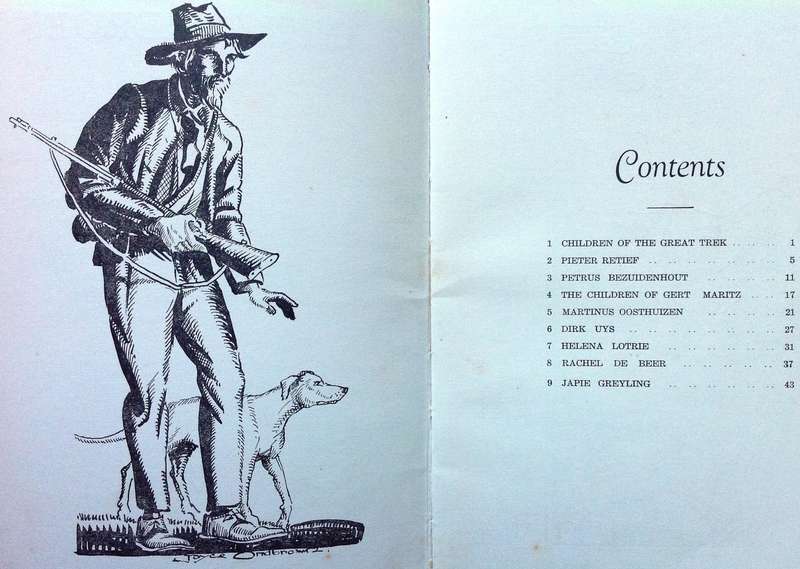 Joyce Ordbrown
Contents
1 CHILDREN OF THE GREAT TREK .. .. .. 1
2 PIETER RETIEF .. .. .. .. .. .. .. 5
3 PETRUS BEZUIDENHOUT .. .. .. .. 11
4 THE CHILDREN OF GERT MARITZ .. .. 17
5 MARTINUS OOSTHUIZEN .. .. .. .. 21
6 DIRK UYS .. .. .. .. .. .. .. .. 27
7 HELENA LOTRIE .. .. .. .. .. .. 31
8 RACHEL DE BEER .. .. .. .. .. .. 37
9 JAPIE GREYLING .. .. .. .. .. .. 43